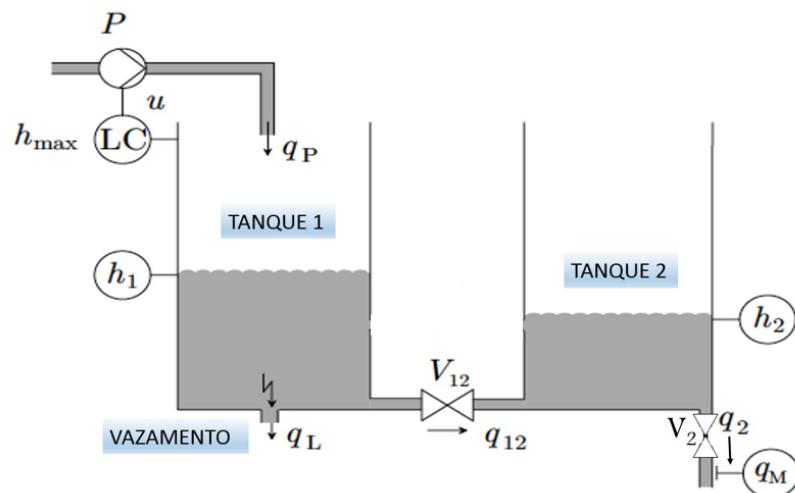 P
u
h_max
LC
q_P
TANQUE 1
h_1
TANQUE 2
h_2
V_12
VAZAMENTO
q_L
q_12
V_2
q_2
q_M